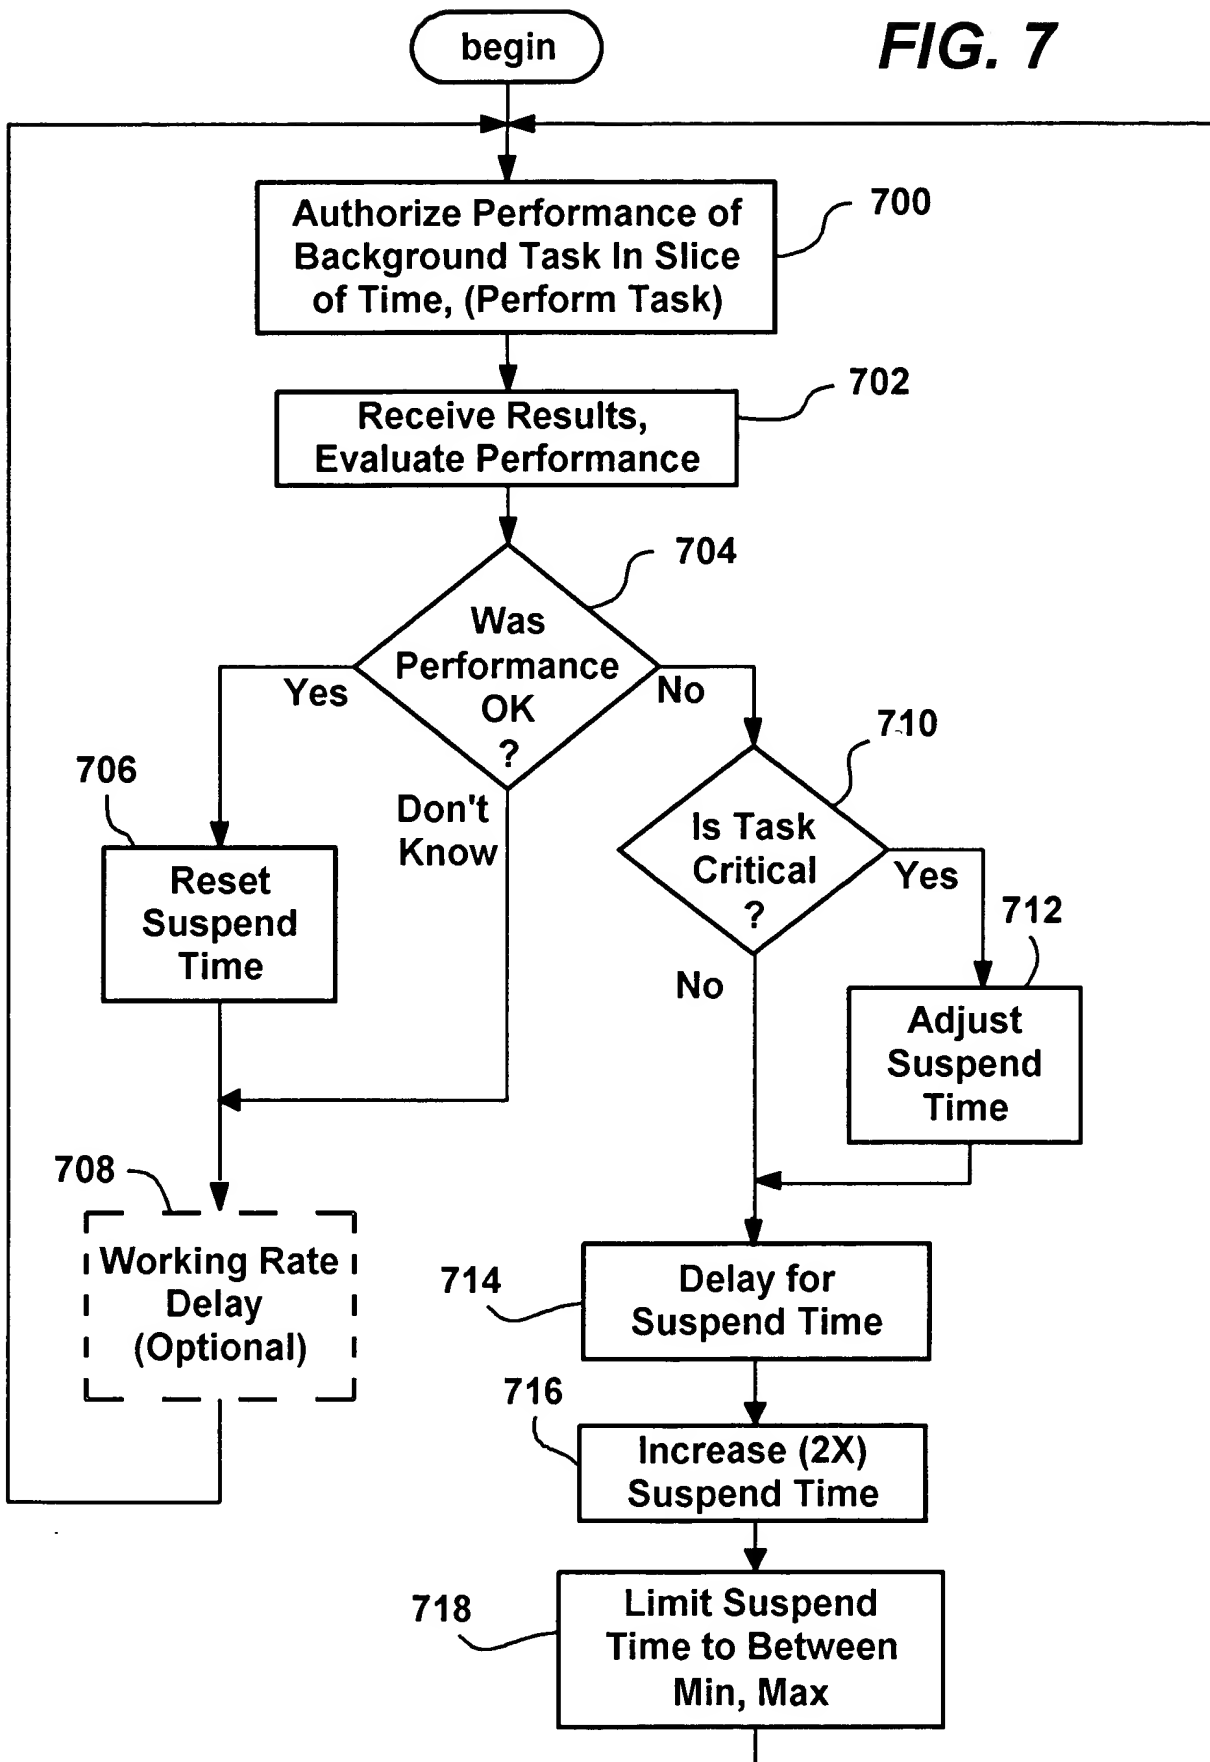 begin
FIG. 7
Authorize Performance of
Background Task In Slice
of Time, (Perform Task)
700
Receive Results,
Evaluate Performance
702
Was
Performance
OK
?
704
Yes
No
Don't
Know
706
Reset
Suspend
Time
710
Is Task
Critical
?
Yes
No
712
Adjust
Suspend
Time
708
Working Rate
Delay
(Optional)
714
Delay for
Suspend Time
716
Increase (2X)
Suspend Time
718
Limit Suspend
Time to Between
Min, Max